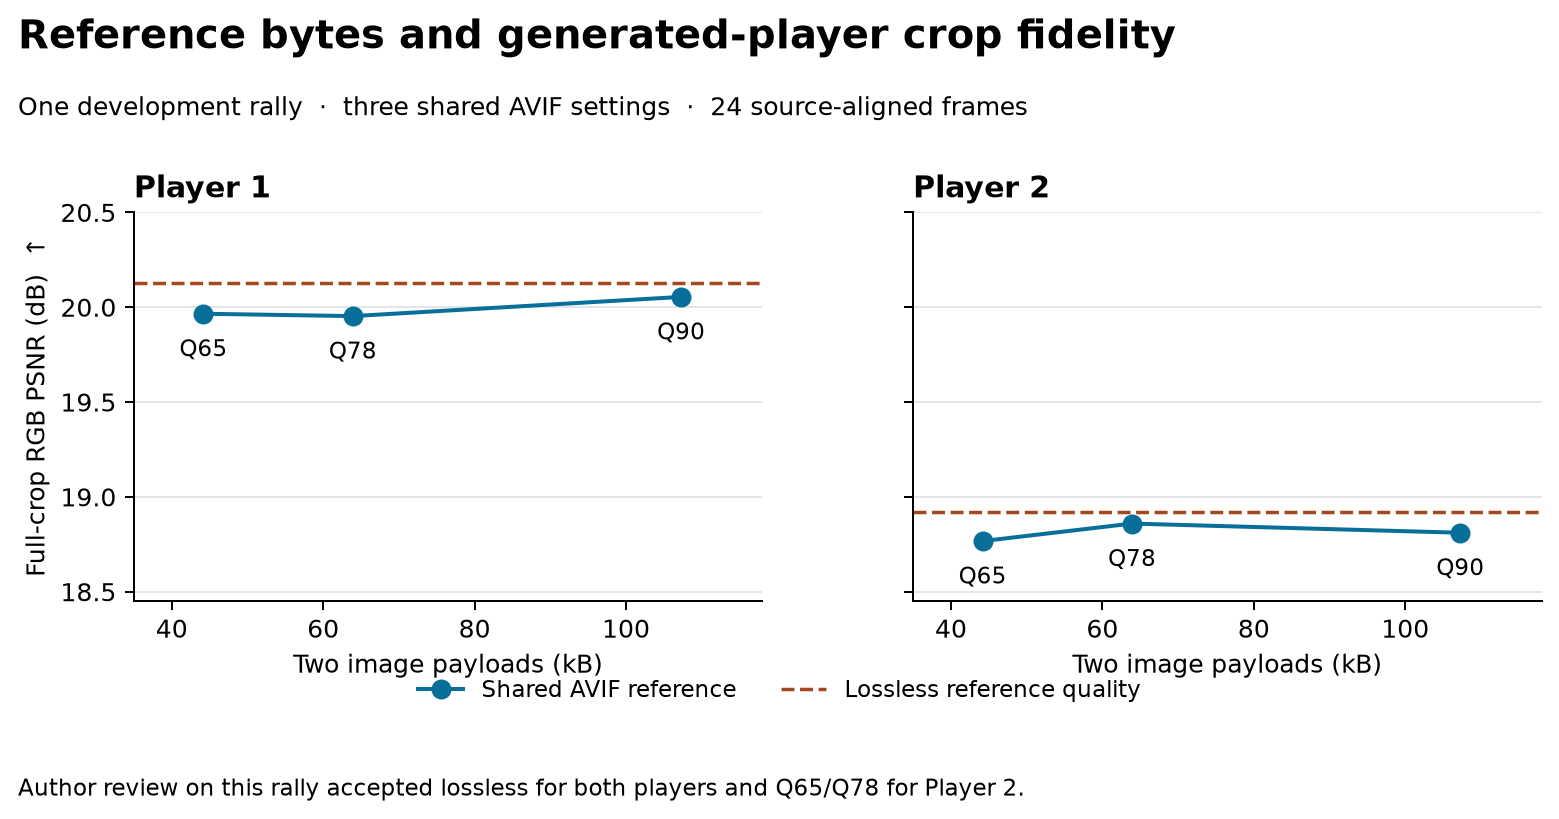 Reference bytes and generated-player crop fidelity
One development rally · three shared AVIF settings · 24 source-aligned frames
Player 1
Player 2
Full-crop RGB PSNR (dB) ↑
20.5
20.0
19.5
19.0
18.5
Q65
Q78
Q90
Q65
Q78
Q90
40 60 80 100
40 60 80 100
Two image payloads (kB)
Two image payloads (kB)
Shared AVIF reference
Lossless reference quality
Author review on this rally accepted lossless for both players and Q65/Q78 for Player 2.